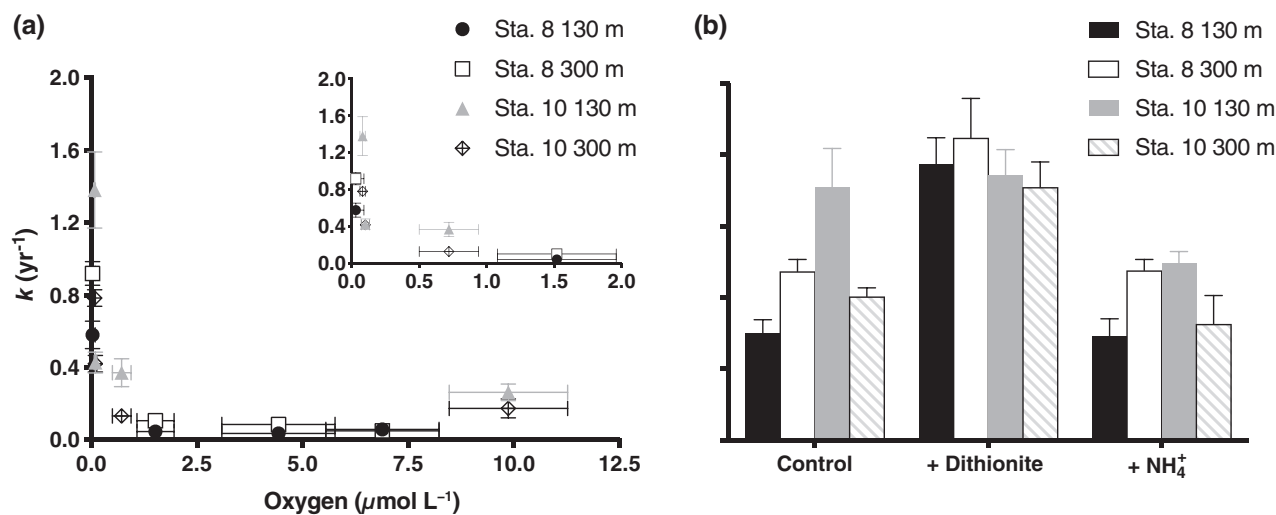 (a)
Sta. 8 130 m
Sta. 8 300 m
Sta. 10 130 m
Sta. 10 300 m
k (yr⁻¹)
2.0
1.6
1.2
0.8
0.4
0.0
0.0 2.5 5.0 7.5 10.0 12.5
Oxygen (µmol L⁻¹)
2.0
1.6
1.2
0.8
0.4
0.0
0.0 0.5 1.0 1.5 2.0
(b)
Sta. 8 130 m
Sta. 8 300 m
Sta. 10 130 m
Sta. 10 300 m
Control + Dithionite + NH₄⁺